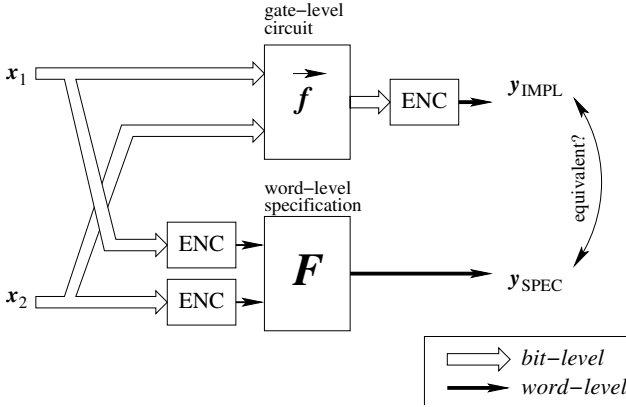 gate-level
circuit
x1
f
ENC
yIMPL
equivalent?
word-level
specification
ENC
F
x2
ENC
ySPEC
bit-level
word-level